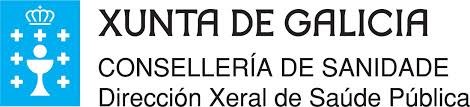 XUNTA DE GALICIA
CONSELLERÍA DE SANIDADE
Dirección Xeral de Saúde Pública